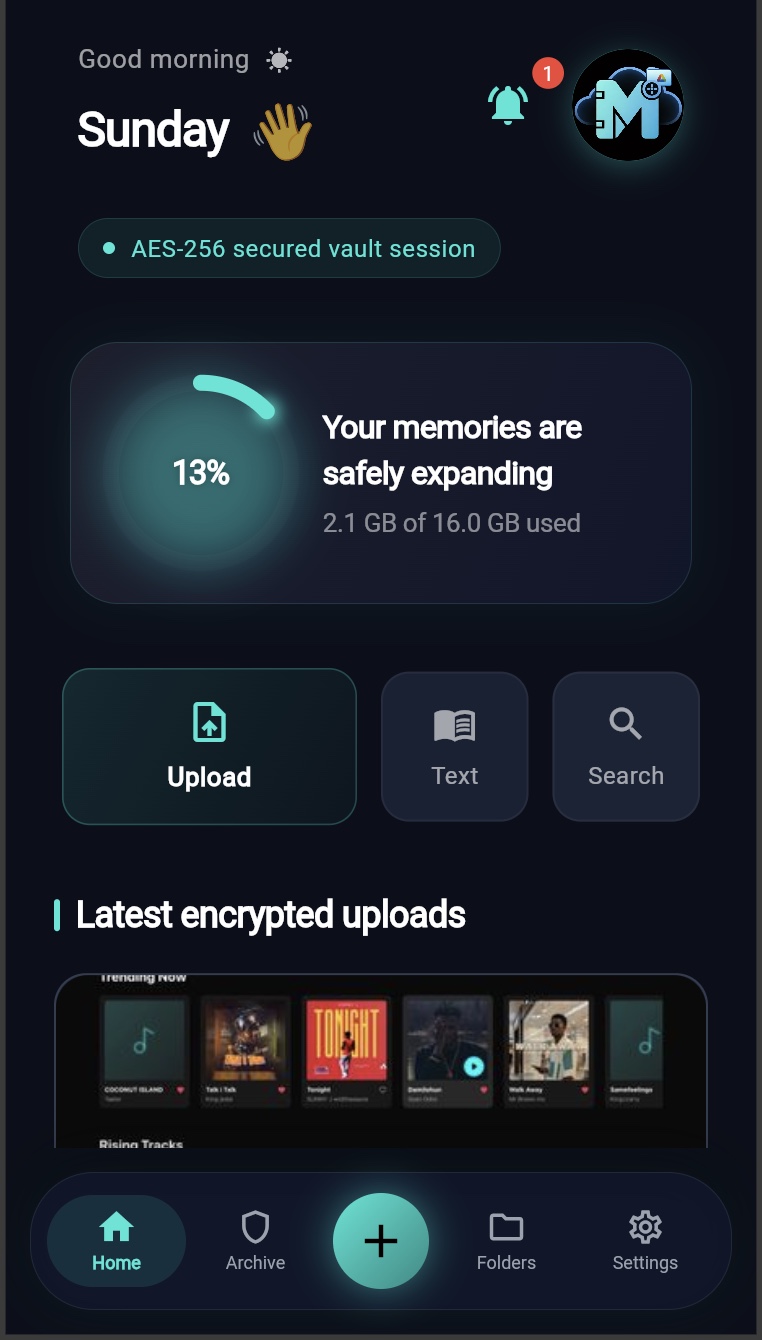 Good morning
1
Sunday 👋
M
AES-256 secured vault session
13%
Your memories are
safely expanding
2.1 GB of 16.0 GB used
Upload
Text
Search
Latest encrypted uploads
Trending Now
TONIGHT
COCONUT ISLAND
Talk i Talk
Tonight
Damilohun
Walk Away
Samefeelings
Rising Tracks
Home
Archive
+
Folders
Settings